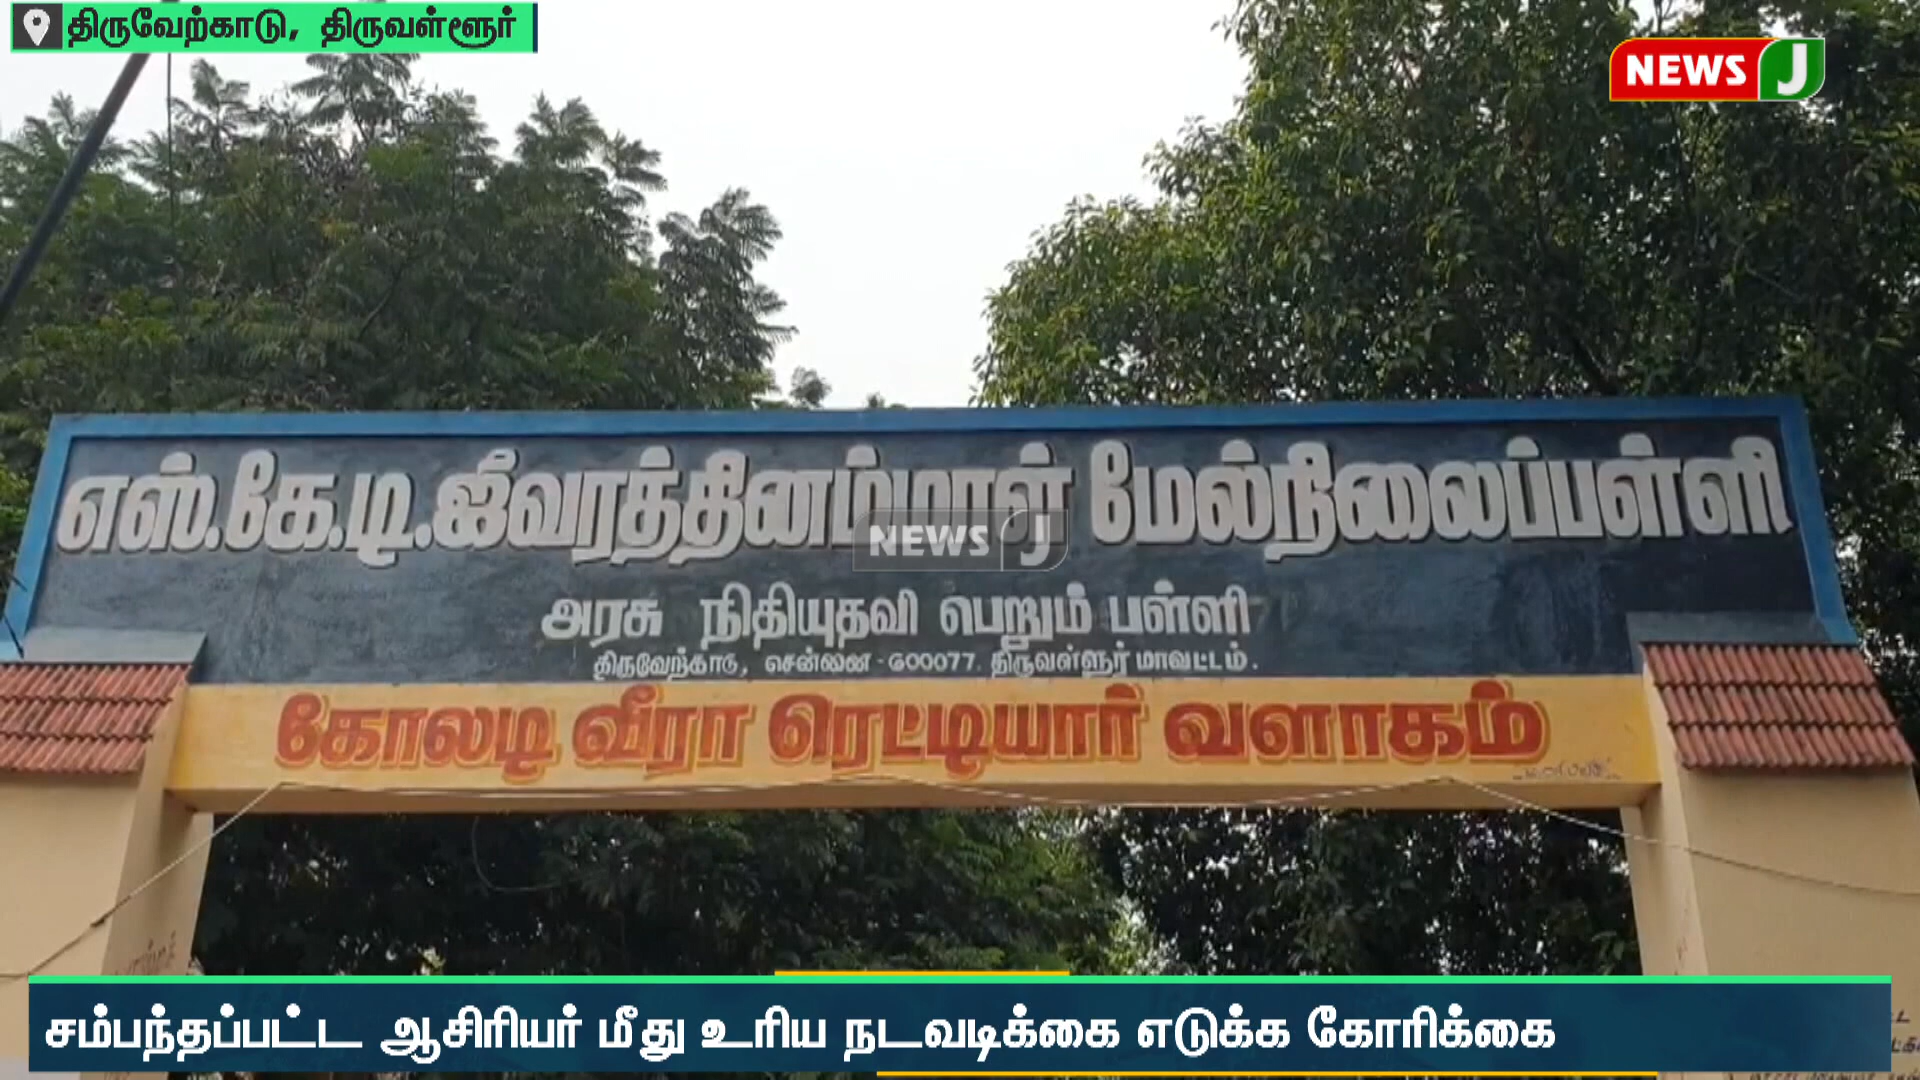 திருவேற்காடு, திருவள்ளூர்
NEWS J
எஸ்.கே.டி.ஜீவரத்தினம்மாள் மேல்நிலைப்பள்ளி
NEWS J
அரசு நிதியுதவி பெறும் பள்ளி
திருவேற்காடு, சென்னை - 600077. திருவள்ளூர் மாவட்டம்.
கோலடி வீரா ரெட்டியார் வளாகம்
சம்பந்தப்பட்ட ஆசிரியர் மீது உரிய நடவடிக்கை எடுக்க கோரிக்கை